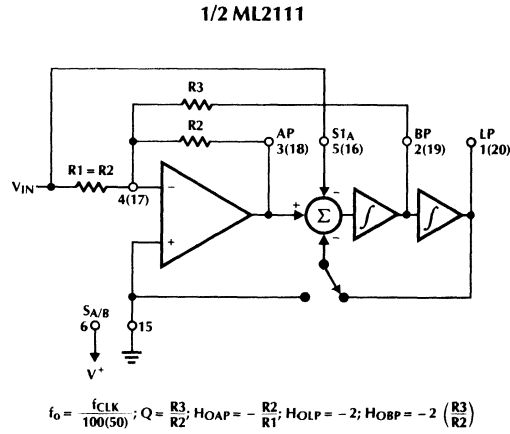 1/2 ML2111
R3
R2
AP
3(18)
S1A
5(16)
BP
2(19)
LP
1(20)
R1 = R2
VIN
4(17)
−
+
+
−
Σ
−
∫
∫
SA/B
6
15
V+
fo = fCLK / 100(50) ; Q = R3 / R2 ; HOAP = − R2 / R1 ; HOLP = −2; HOBP = −2 (R3 / R2)